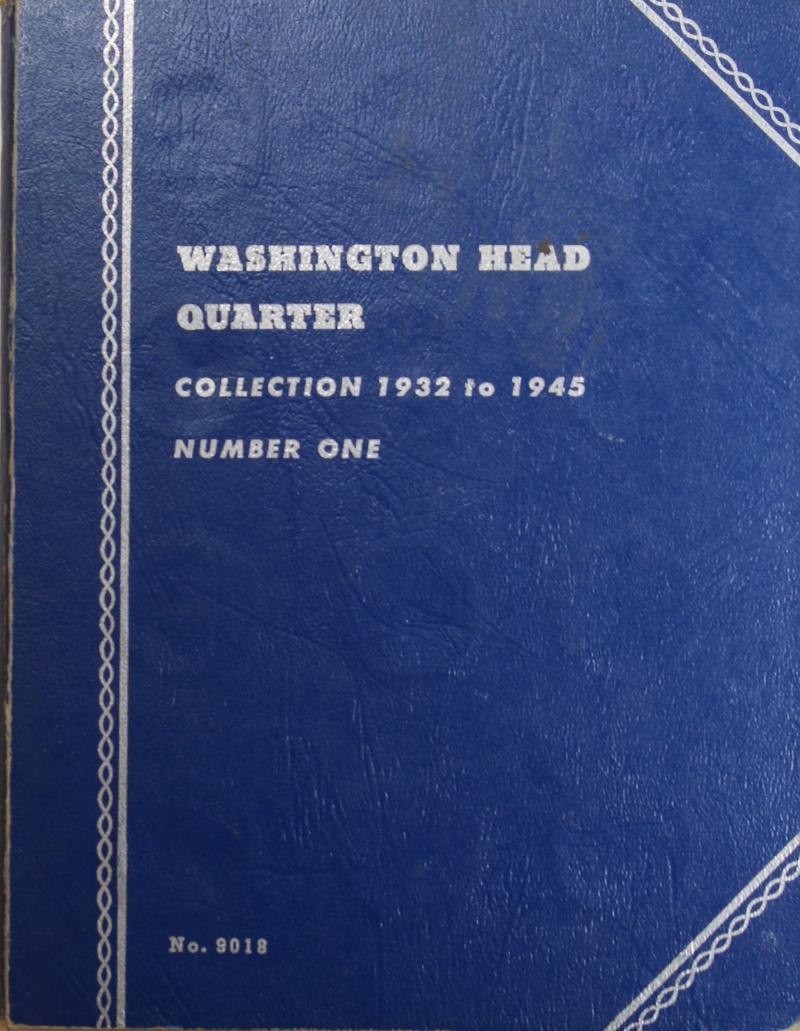 WASHINGTON HEAD
QUARTER
COLLECTION 1932 to 1945
NUMBER ONE
No. 9018